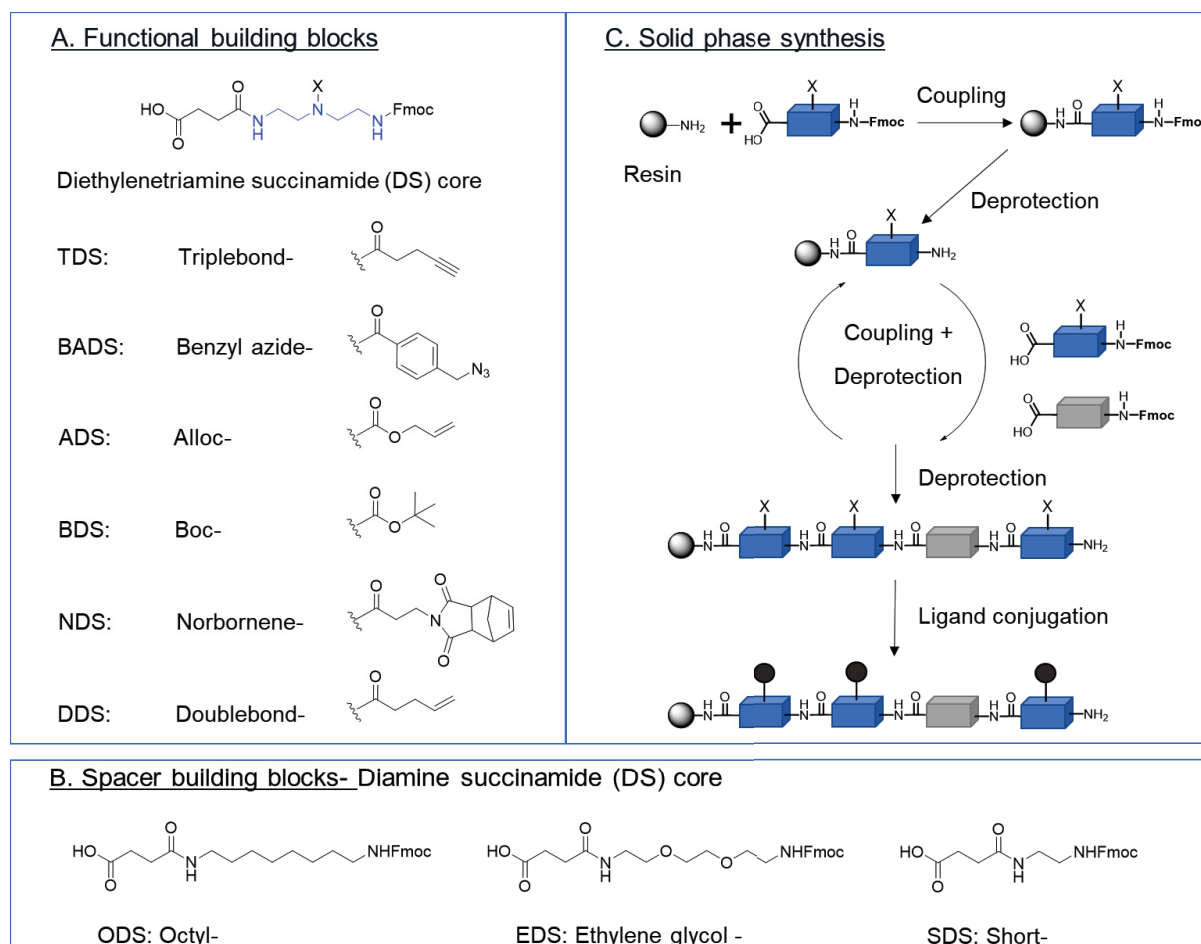 A. Functional building blocks
X
O
HO
N
N
H
N
H
Fmoc
O
Diethylenetriamine succinamide (DS) core
TDS: Triplebond-
O
BADS: Benzyl azide-
O
N3
ADS: Alloc-
O
O
BDS: Boc-
O
O
NDS: Norbornene-
O
O
N
O
DDS: Doublebond-
O
C. Solid phase synthesis
X
Coupling
X
NH2
+
O
HO
H
N
Fmoc
H
N
O
H
N
Fmoc
Resin
Deprotection
X
H
N
O
NH2
Coupling +
Deprotection
X
O
HO
H
N
Fmoc
O
HO
H
N
Fmoc
Deprotection
X
X
X
H
N
O
O
N
H
O
N
H
O
N
H
NH2
Ligand conjugation
H
N
O
O
N
H
O
N
H
O
N
H
NH2
B. Spacer building blocks- Diamine succinamide (DS) core
O
HO
O
N
H
NHFmoc
O
HO
O
N
H
O
O
NHFmoc
O
HO
O
N
H
NHFmoc
ODS: Octyl- EDS: Ethylene glycol - SDS: Short-